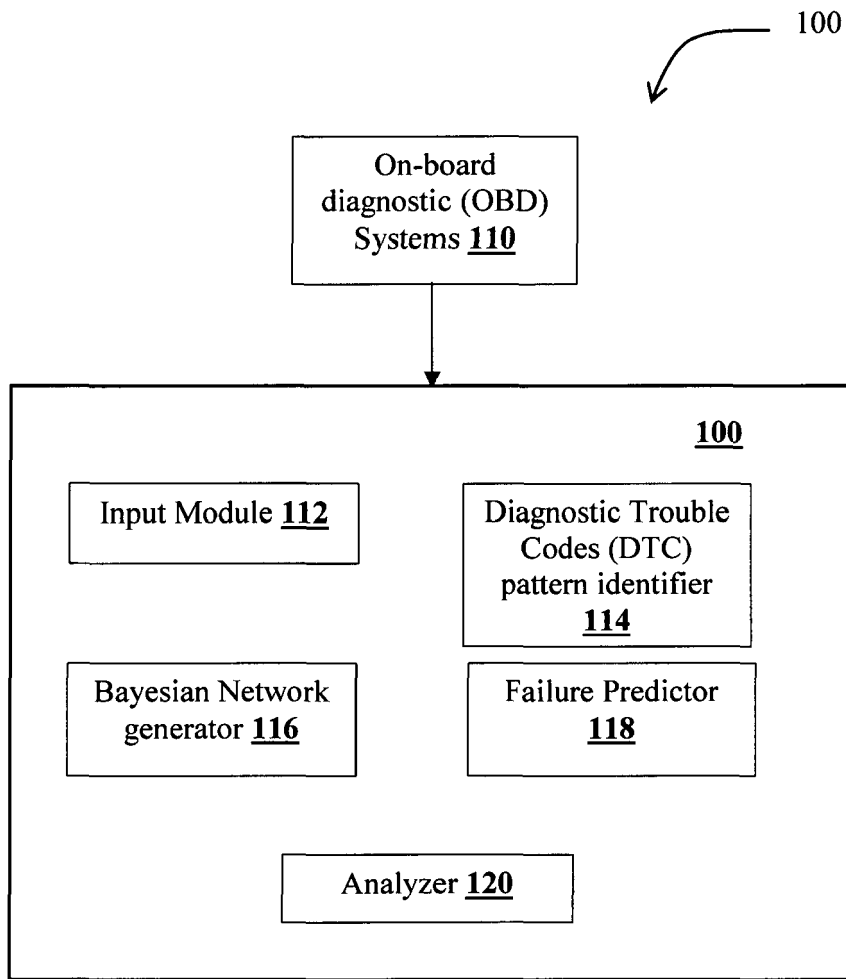 100
On-board
diagnostic (OBD)
Systems 110
100
Input Module 112
Diagnostic Trouble
Codes (DTC)
pattern identifier
114
Bayesian Network
generator 116
Failure Predictor
118
Analyzer 120